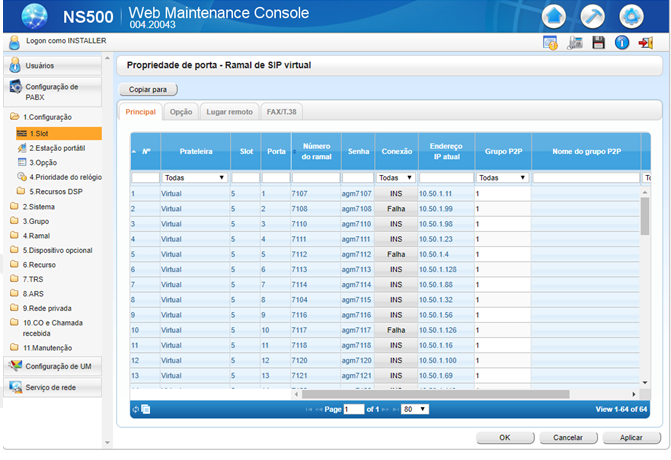 NS500
Web Maintenance Console
004.20043
Logon como INSTALLER
Usuários
Configuração de PABX
1.Configuração
1.Slot
2.Estação portátil
3.Opção
4.Prioridade do relógio
5.Recursos DSP
2.Sistema
3.Grupo
4.Ramal
5.Dispositivo opcional
6.Recurso
7.TRS
8.ARS
9.Rede privada
10.CO e Chamada recebida
11.Manutenção
Configuração de UM
Serviço de rede
Propriedade de porta - Ramal de SIP virtual
Copiar para
Principal Opção Lugar remoto FAX/T.38
Nº Prateleira Slot Porta Número do ramal Senha Conexão Endereço IP atual Grupo P2P Nome do grupo P2P
Todas Todas Todas
1 Virtual 5 1 7107 agm7107 INS 10.50.1.11 1
2 Virtual 5 2 7108 agm7108 Falha 10.50.1.99 1
3 Virtual 5 3 7110 agm7110 INS 10.50.1.98 1
4 Virtual 5 4 7111 agm7111 INS 10.50.1.23 1
5 Virtual 5 5 7112 agm7112 Falha 10.50.1.4 1
6 Virtual 5 6 7113 agm7113 INS 10.50.1.128 1
7 Virtual 5 7 7114 agm7114 INS 10.50.1.88 1
8 Virtual 5 8 7104 agm7115 INS 10.50.1.32 1
9 Virtual 5 9 7116 agm7116 INS 10.50.1.56 1
10 Virtual 5 10 7117 agm7117 Falha 10.50.1.126 1
11 Virtual 5 11 7118 agm7118 INS 10.50.1.16 1
12 Virtual 5 12 7120 agm7120 INS 10.50.1.100 1
13 Virtual 5 13 7121 agm7121 INS 10.50.1.69 1
Page 1 of 1 80 View 1-64 of 64
OK Cancelar Aplicar